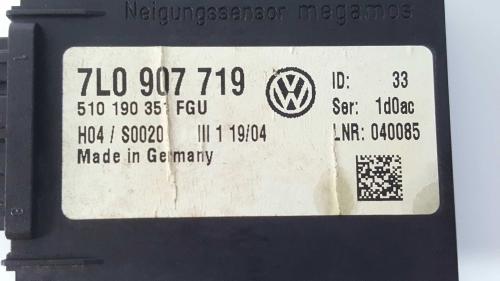 Neigungssensor megamos
7L0 907 719
510 190 351 FGU
H04 / S0020 III 1 19/04
Made in Germany
ID: 33
Ser: 1d0ac
LNR: 040085